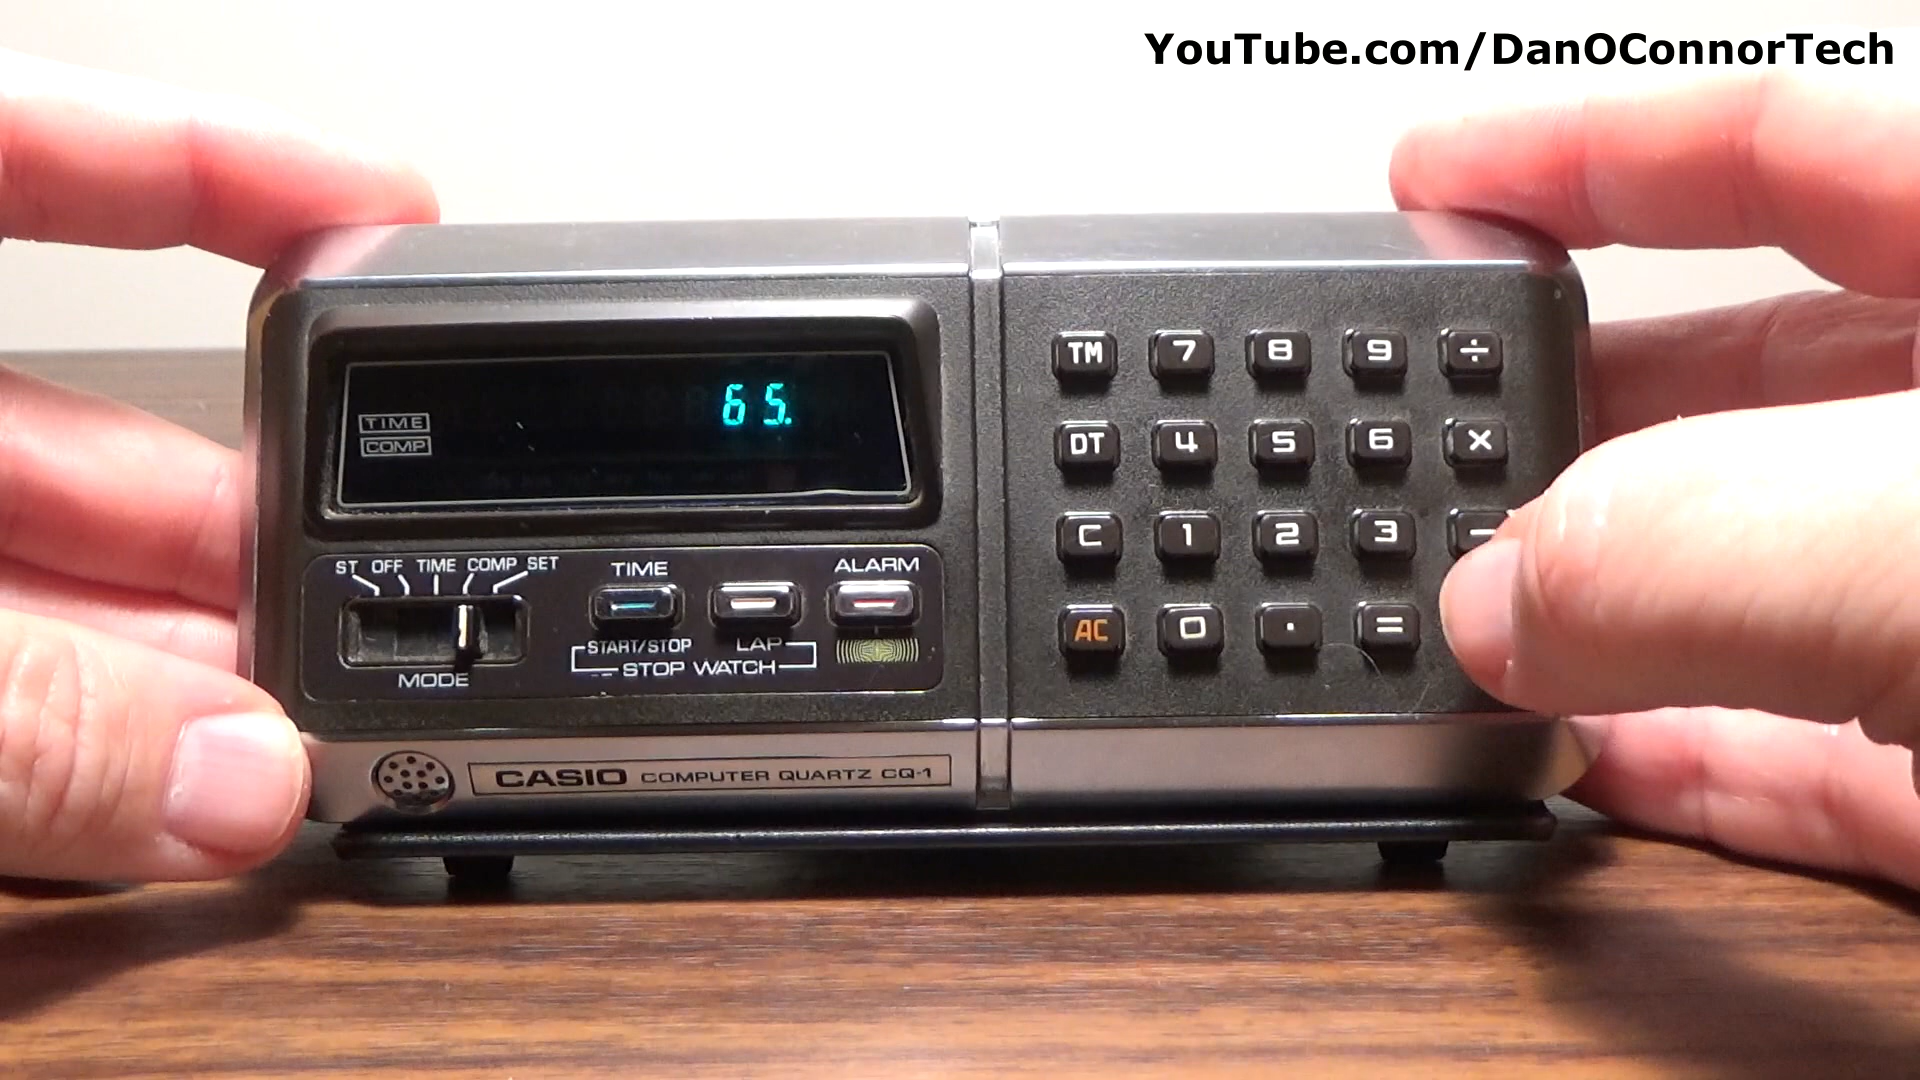 YouTube.com/DanOConnorTech
65.
TIME
COMP
ST OFF TIME COMP SET
MODE
TIME
ALARM
START/STOP LAP
STOP WATCH
CASIO COMPUTER QUARTZ CQ-1
TM 7 8 9 ÷
DT 4 5 6 ×
C 1 2 3 -
AC 0 . =